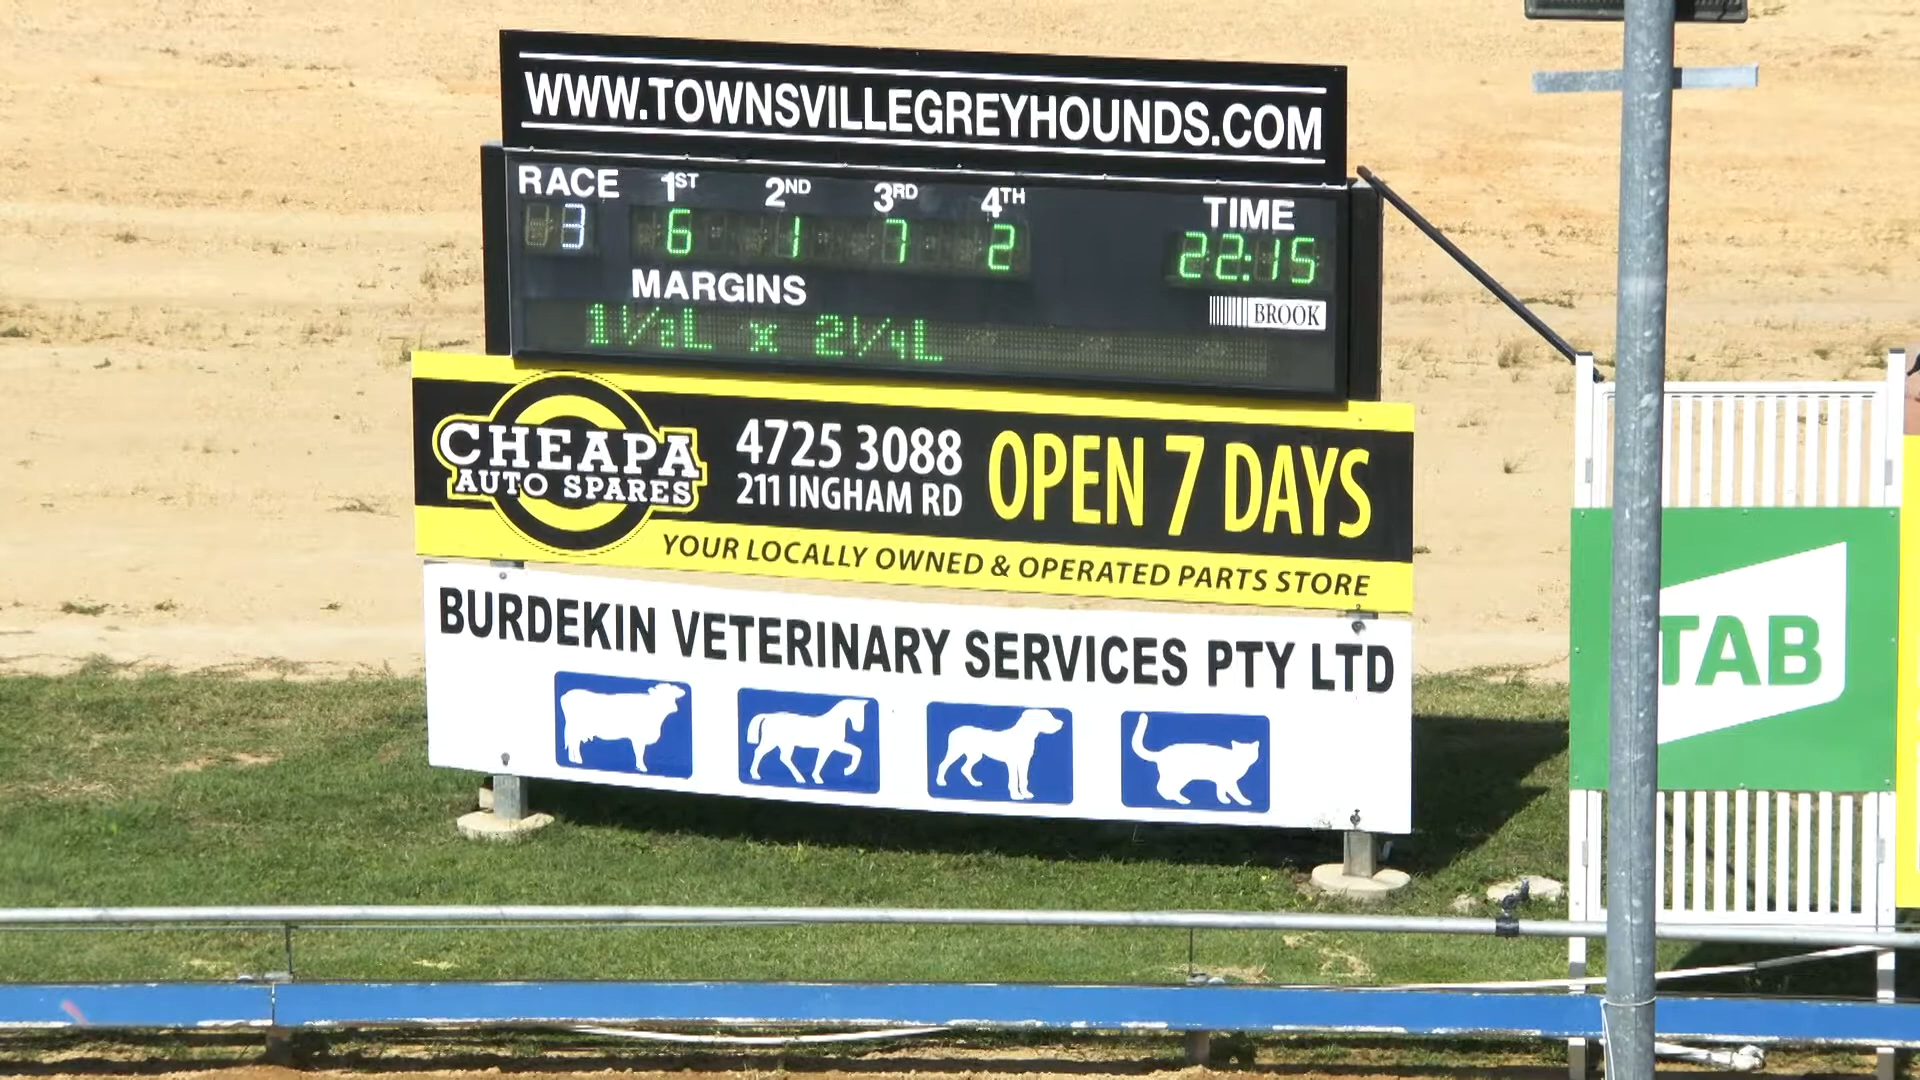 WWW.TOWNSVILLEGREYHOUNDS.COM
RACE 1ST 2ND 3RD 4TH TIME
3 6 1 7 2 22:15
MARGINS
1½L x 2¼L
BROOK
CHEAPA
AUTO SPARES
4725 3088
211 INGHAM RD
OPEN 7 DAYS
YOUR LOCALLY OWNED & OPERATED PARTS STORE
BURDEKIN VETERINARY SERVICES PTY LTD
TAB